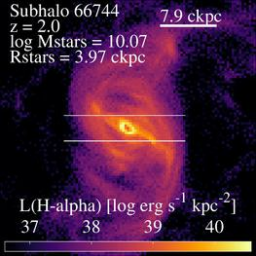 Subhalo 66744
7.9 ckpc
z = 2.0
log Mstars = 10.07
Rstars = 3.97 ckpc
L(H-alpha) [log erg s⁻¹ kpc⁻²]
37 38 39 40